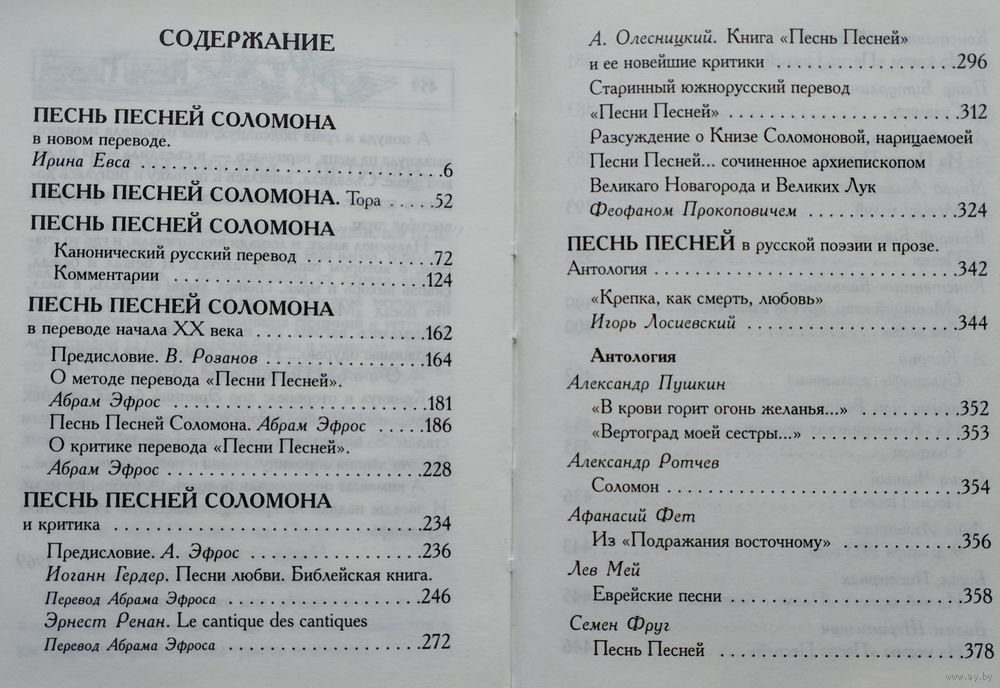 СОДЕРЖАНИЕ
ПЕСНЬ ПЕСНЕЙ СОЛОМОНА
в новом переводе.
Ирина Евса ...........6
ПЕСНЬ ПЕСНЕЙ СОЛОМОНА. Тора .....52
ПЕСНЬ ПЕСНЕЙ СОЛОМОНА
Канонический русский перевод ...........72
Комментарии ...........124
ПЕСНЬ ПЕСНЕЙ СОЛОМОНА
в переводе начала XX века ...........162
Предисловие. В. Розанов ...........164
О методе перевода «Песни Песней».
Абрам Эфрос ...........181
Песнь Песней Соломона. Абрам Эфрос .....186
О критике перевода «Песни Песней».
Абрам Эфрос ...........228
ПЕСНЬ ПЕСНЕЙ СОЛОМОНА
и критика ...........234
Предисловие. А. Эфрос ...........236
Иоганн Гердер. Песни любви. Библейская книга.
Перевод Абрама Эфроса ...........246
Эрнест Ренан. Le cantique des cantiques
Перевод Абрама Эфроса ...........272
А. Олесницкий. Книга «Песнь Песней»
и ее новейшие критики ...........296
Старинный южнорусский перевод
«Песни Песней» ...........312
Разсуждение о Книзе Соломоновой, нарицаемой
Песни Песней... сочиненное архиепископом
Великаго Новагорода и Великих Лук
Феофаном Прокоповичем ...........324
ПЕСНЬ ПЕСНЕЙ в русской поэзии и прозе.
Антология ...........342
«Крепка, как смерть, любовь»
Игорь Лосиевский ...........344
Антология
Александр Пушкин
«В крови горит огонь желанья...» ...........352
«Вертоград моей сестры...» ...........353
Александр Ротчев
Соломон ...........354
Афанасий Фет
Из «Подражания восточному» ...........356
Лев Мей
Еврейские песни ...........358
Семен Фруг
Песнь Песней ...........378
www.ay.by